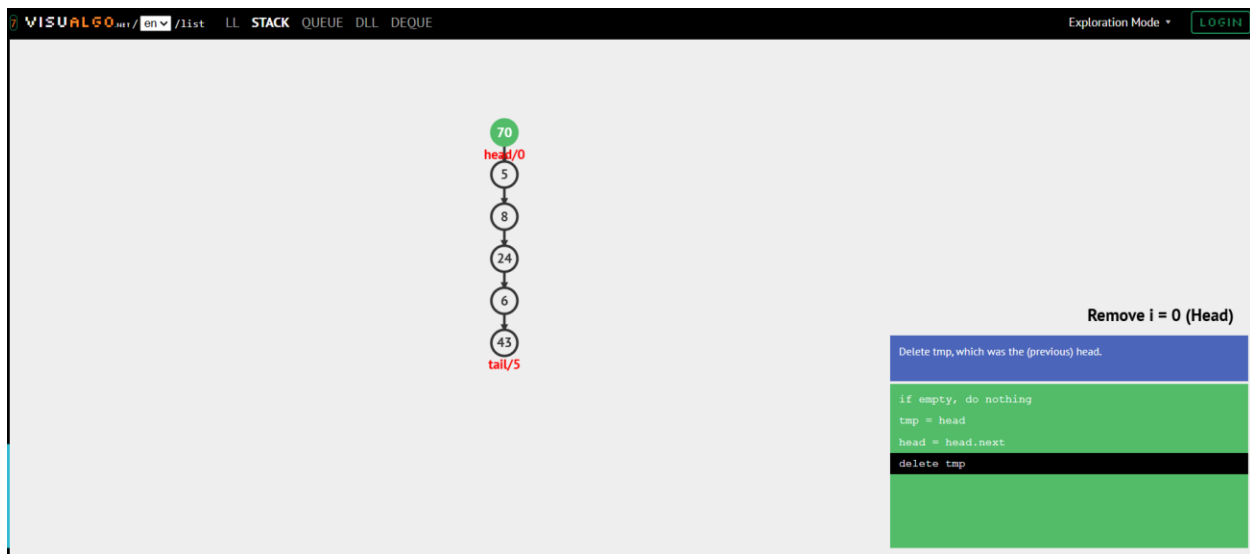 7 VISUALGO.NET/ en /list LL STACK QUEUE DLL DEQUE Exploration Mode LOGIN
70
head/0
5
8
24
6
43
tail/5
Remove i = 0 (Head)
Delete tmp, which was the (previous) head.
if empty, do nothing
tmp = head
head = head.next
delete tmp